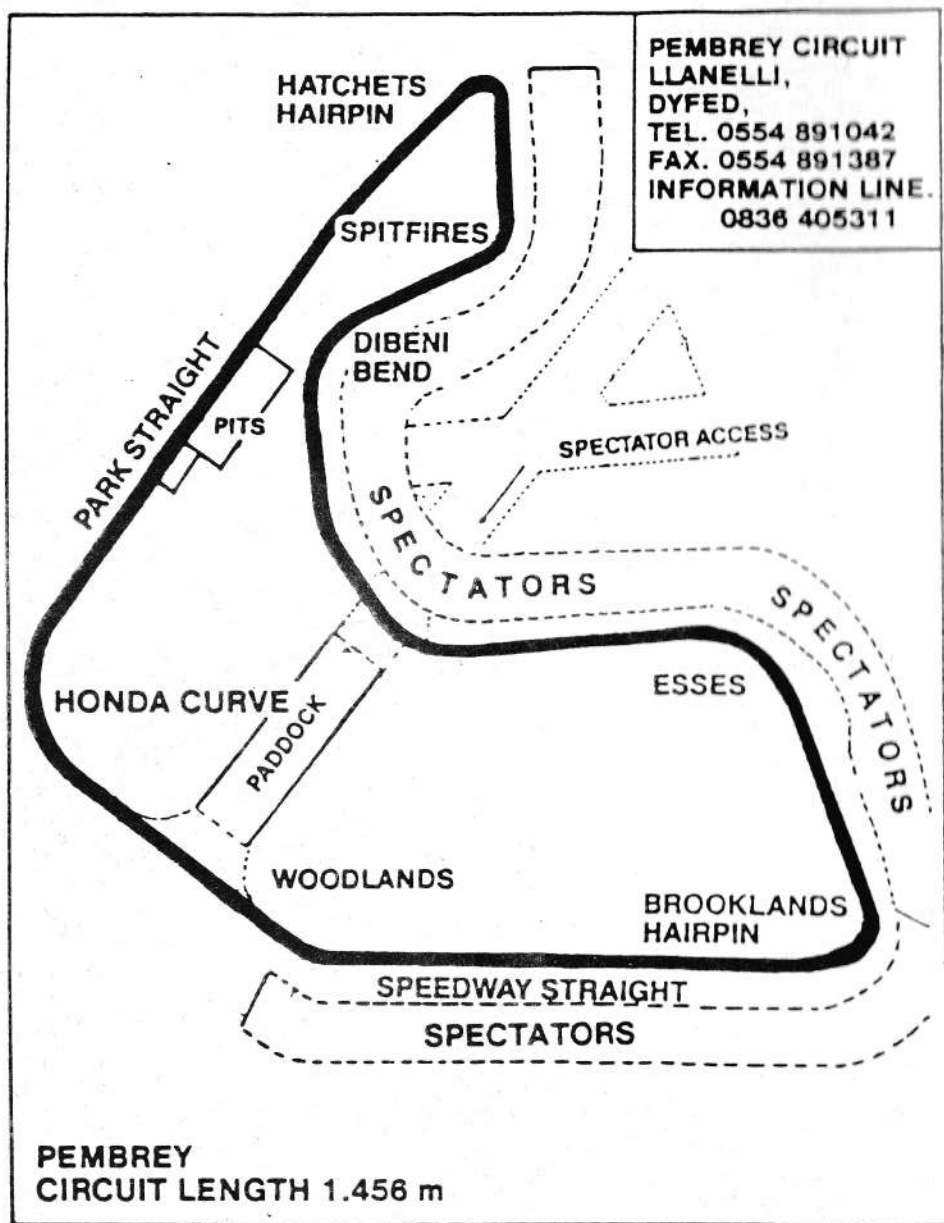 PEMBREY CIRCUIT
LLANELLI,
DYFED,
TEL. 0554 891042
FAX. 0554 891387
INFORMATION LINE.
0836 405311
HATCHETS
HAIRPIN
SPITFIRES
DIBENI
BEND
PARK STRAIGHT
PITS
SPECTATOR ACCESS
SPECTATORS
SPECTATORS
ESSES
HONDA CURVE
PADDOCK
WOODLANDS
BROOKLANDS
HAIRPIN
SPEEDWAY STRAIGHT
SPECTATORS
PEMBREY
CIRCUIT LENGTH 1.456 m